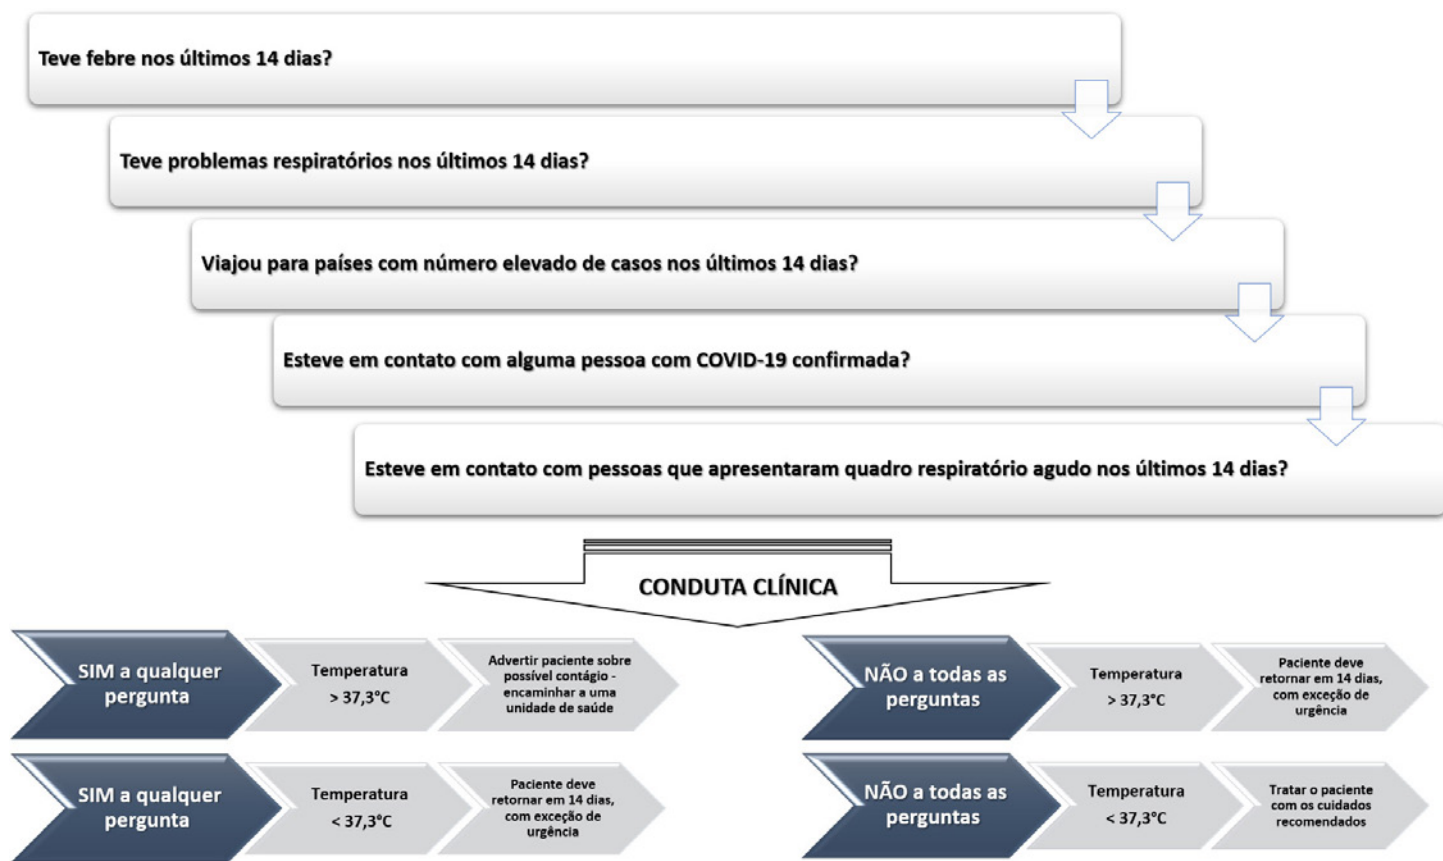 Teve febre nos últimos 14 dias?
Teve problemas respiratórios nos últimos 14 dias?
Viajou para países com número elevado de casos nos últimos 14 dias?
Esteve em contato com alguma pessoa com COVID-19 confirmada?
Esteve em contato com pessoas que apresentaram quadro respiratório agudo nos últimos 14 dias?
CONDUTA CLÍNICA
SIM a qualquer
pergunta
Temperatura
> 37,3°C
Advertir paciente sobre
possível contágio -
encaminhar a uma
unidade de saúde
NÃO a todas as
perguntas
Temperatura
> 37,3°C
Paciente deve
retornar em 14 dias,
com exceção de
urgência
SIM a qualquer
pergunta
Temperatura
< 37,3°C
Paciente deve
retornar em 14 dias,
com exceção de
urgência
NÃO a todas as
perguntas
Temperatura
< 37,3°C
Tratar o paciente
com os cuidados
recomendados